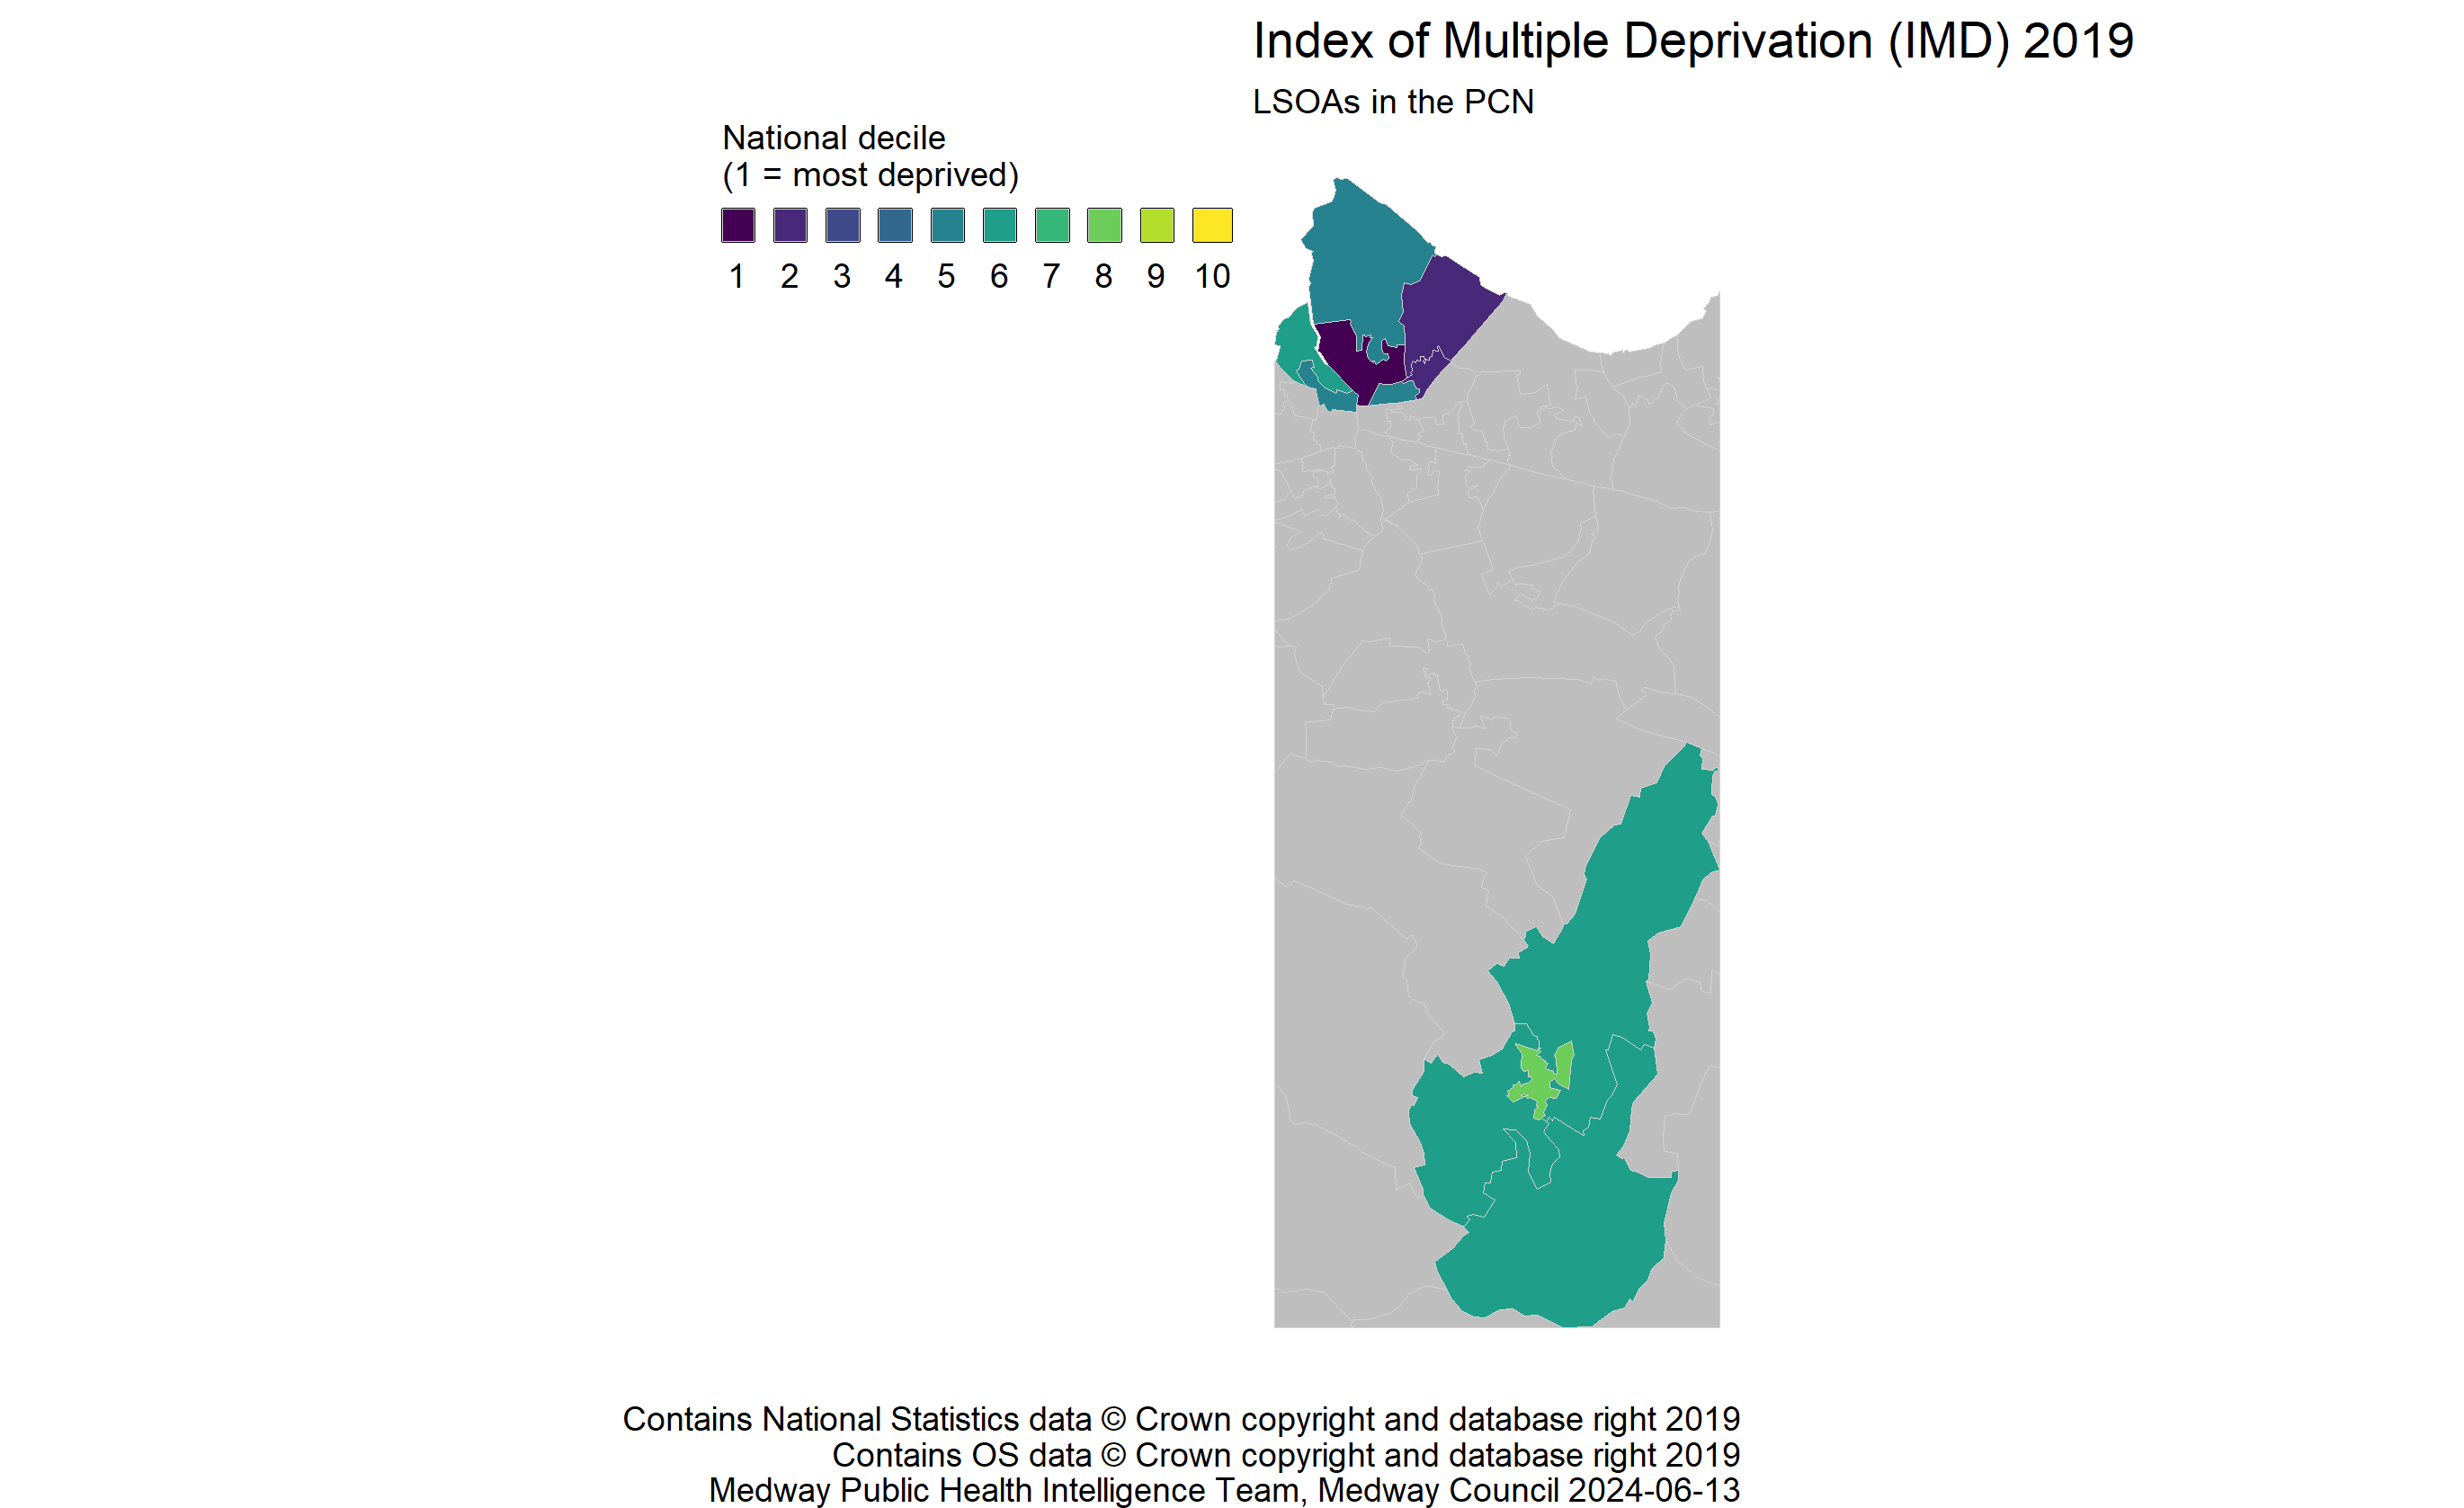 Index of Multiple Deprivation (IMD) 2019
LSOAs in the PCN
National decile
(1 = most deprived)
1 2 3 4 5 6 7 8 9 10
Contains National Statistics data © Crown copyright and database right 2019
Contains OS data © Crown copyright and database right 2019
Medway Public Health Intelligence Team, Medway Council 2024-06-13